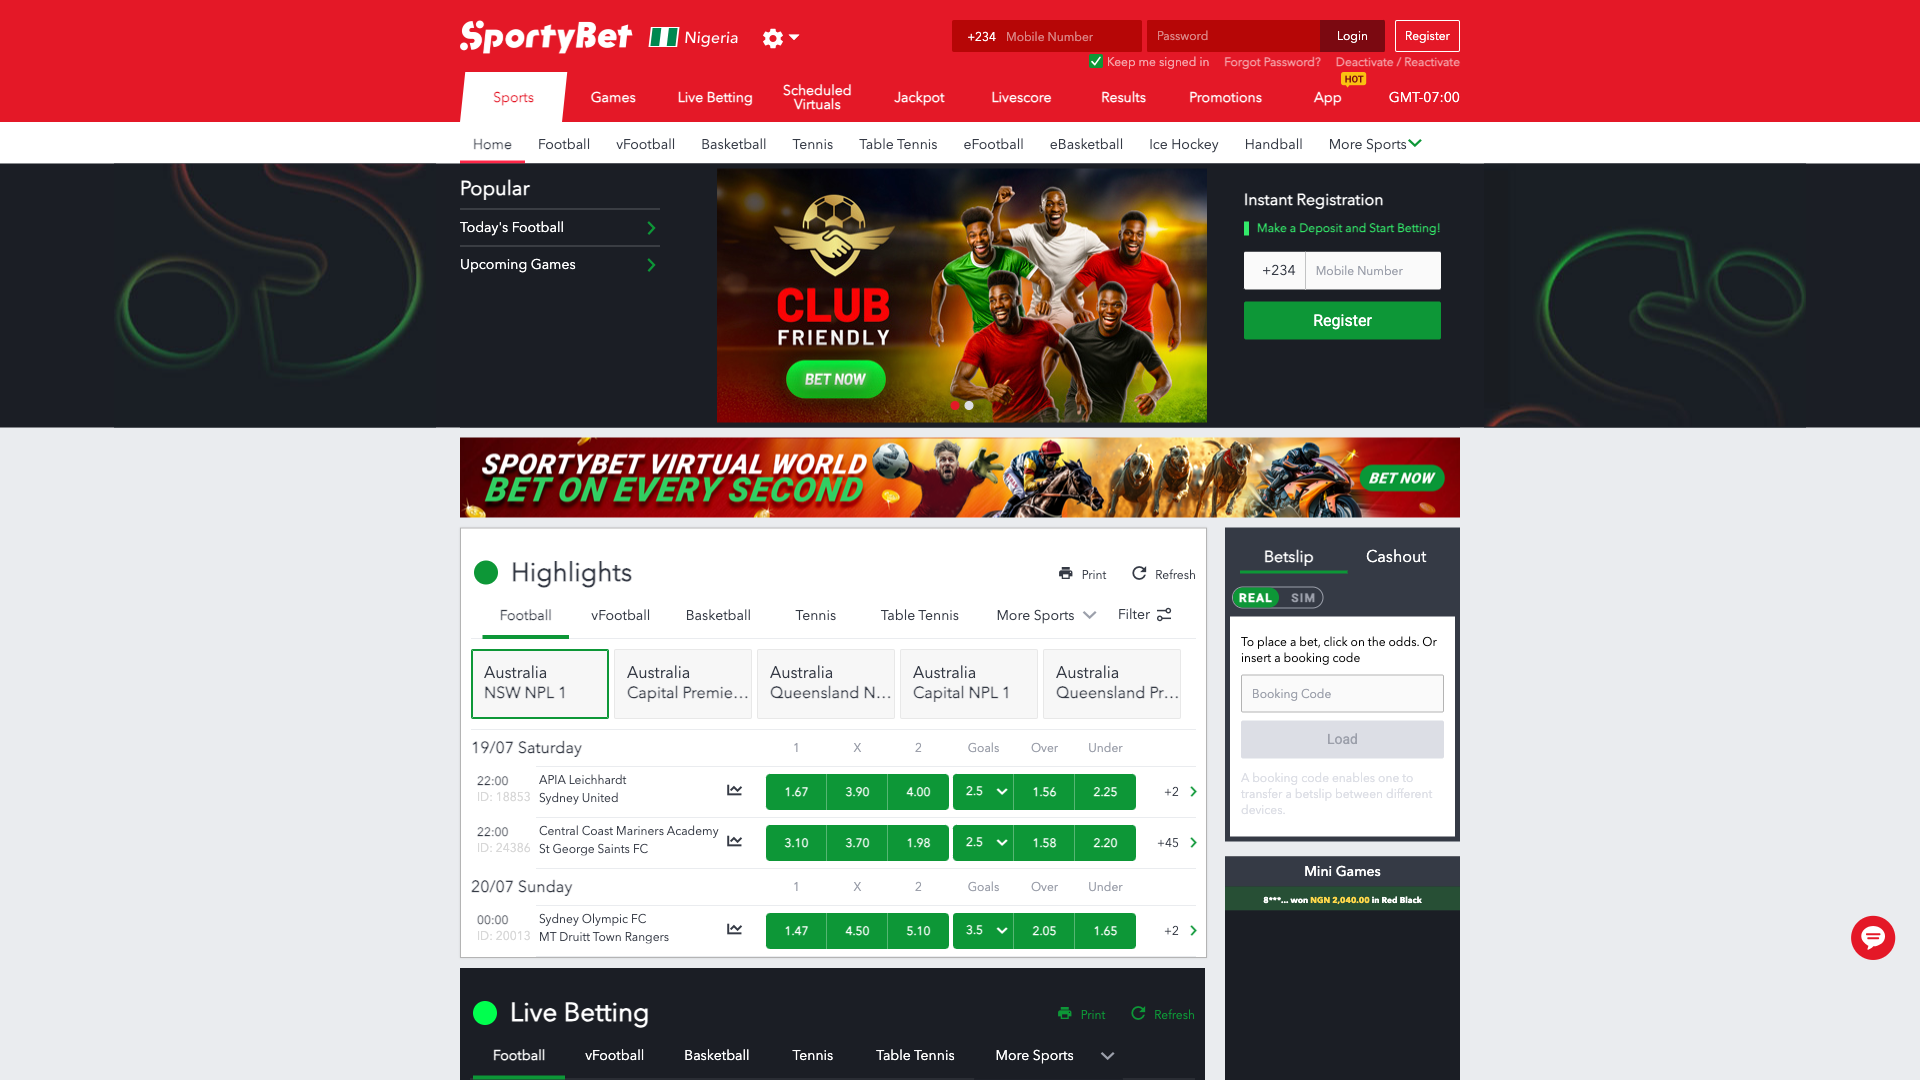 SportyBet
Nigeria
+234 Mobile Number
Password
Login
Register
Keep me signed in
Forgot Password?
Deactivate / Reactivate
HOT
Sports
Games
Live Betting
Scheduled
Virtuals
Jackpot
Livescore
Results
Promotions
App
GMT-07:00
Home
Football
vFootball
Basketball
Tennis
Table Tennis
eFootball
eBasketball
Ice Hockey
Handball
More Sports
Popular
Today's Football
Upcoming Games
CLUB
FRIENDLY
BET NOW
Instant Registration
Make a Deposit and Start Betting!
+234 Mobile Number
Register
SPORTYBET VIRTUAL WORLD
BET ON EVERY SECOND
BET NOW
Highlights
Print
Refresh
Football
vFootball
Basketball
Tennis
Table Tennis
More Sports
Filter
Australia
NSW NPL 1
Australia
Capital Premie...
Australia
Queensland N...
Australia
Capital NPL 1
Australia
Queensland Pr...
19/07 Saturday 1 X 2 Goals Over Under
22:00
ID: 18853
APIA Leichhardt
Sydney United
1.67 3.90 4.00 2.5 1.56 2.25 +2
22:00
ID: 24386
Central Coast Mariners Academy
St George Saints FC
3.10 3.70 1.98 2.5 1.58 2.20 +45
20/07 Sunday 1 X 2 Goals Over Under
00:00
ID: 20013
Sydney Olympic FC
MT Druitt Town Rangers
1.47 4.50 5.10 3.5 2.05 1.65 +2
Betslip
Cashout
REAL SIM
To place a bet, click on the odds. Or
insert a booking code
Booking Code
Load
A booking code enables one to
transfer a betslip between different
devices.
Mini Games
8***... won NGN 2,040.00 in Red Black
Live Betting
Print
Refresh
Football
vFootball
Basketball
Tennis
Table Tennis
More Sports